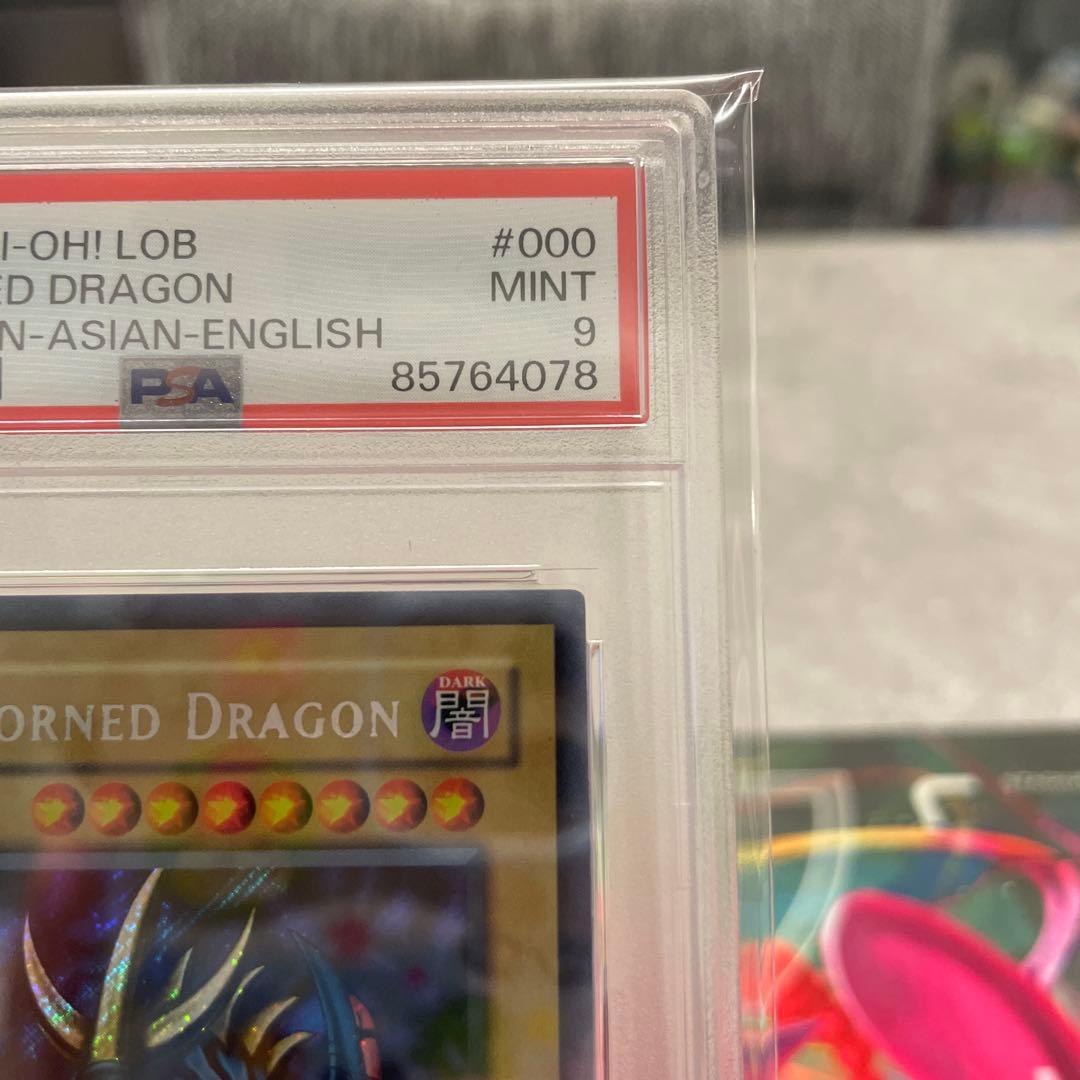 I-OH! LOB #000
ED DRAGON MINT
N-ASIAN-ENGLISH 9
PSA 85764078
ORNED DRAGON
DARK
闇